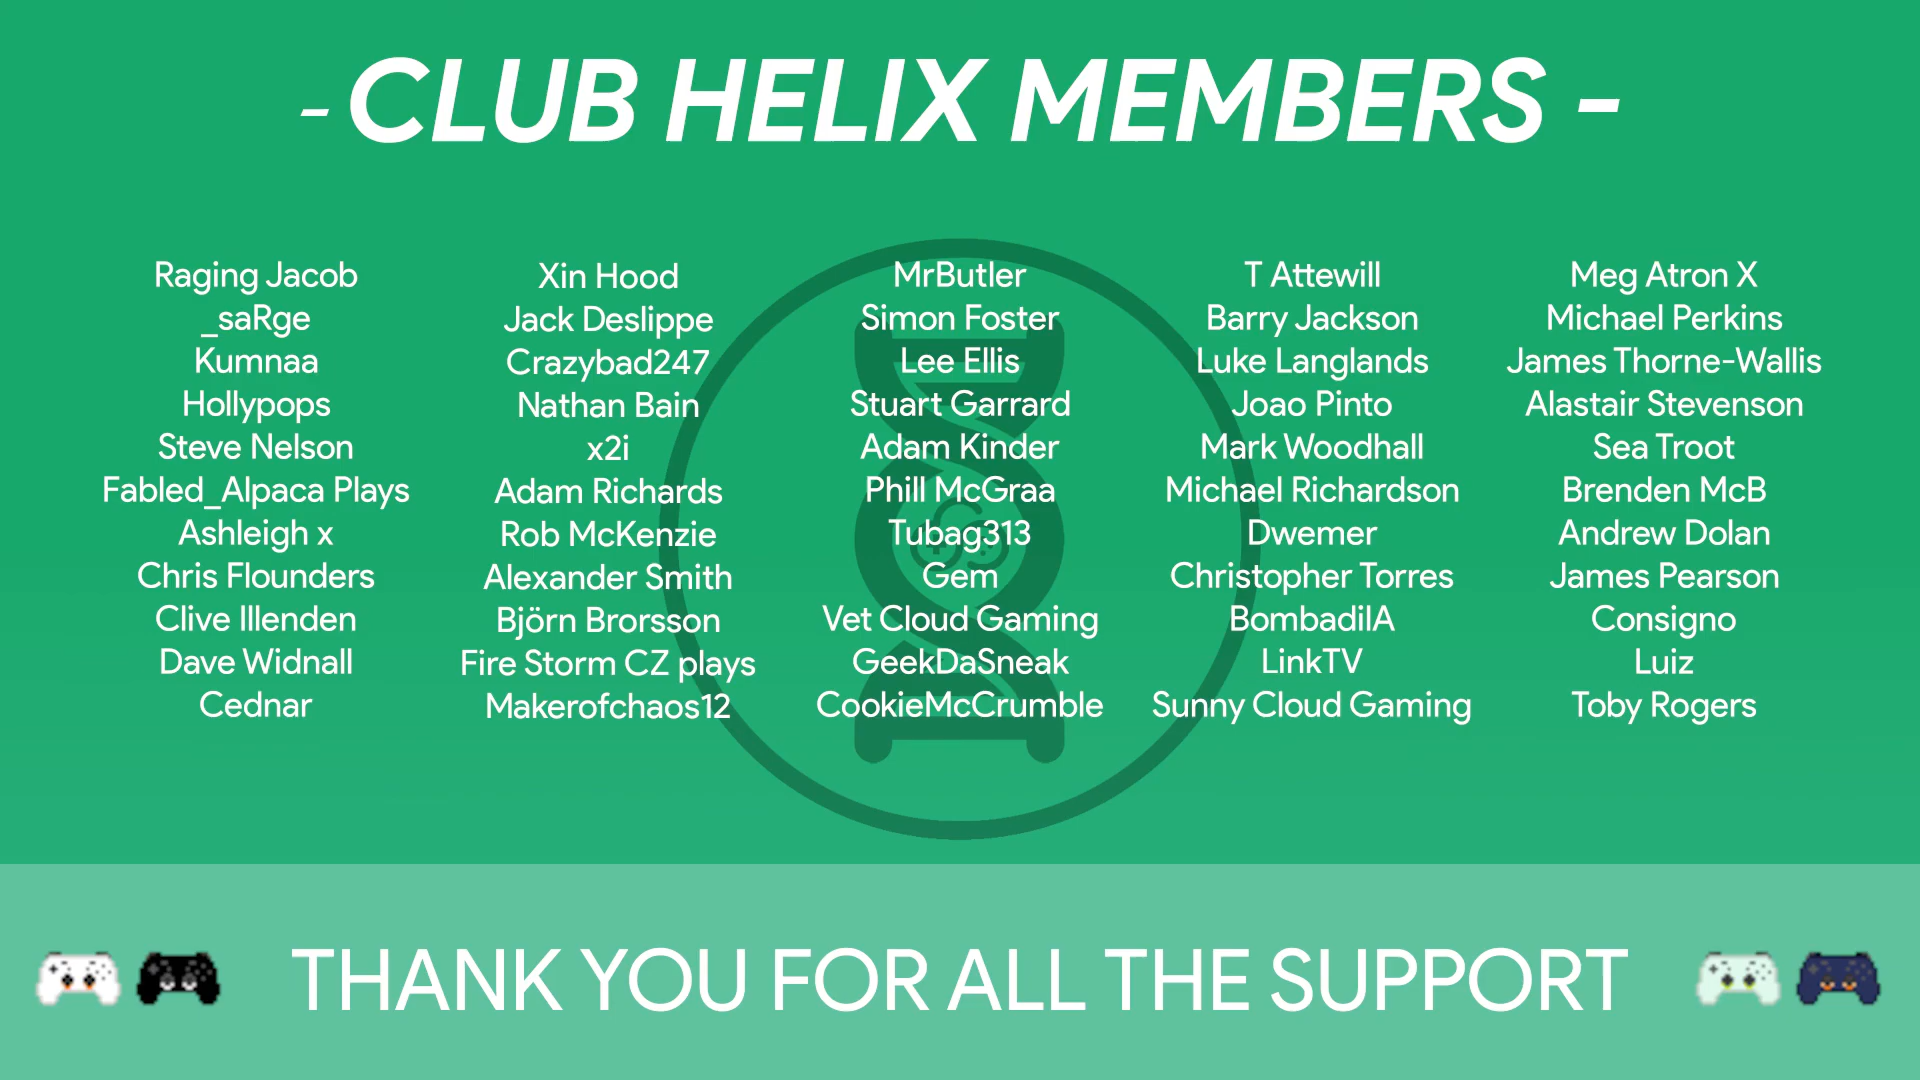 - CLUB HELIX MEMBERS -
Raging Jacob
_saRge
Kumnaa
Hollypops
Steve Nelson
Fabled_Alpaca Plays
Ashleigh x
Chris Flounders
Clive Illenden
Dave Widnall
Cednar
Xin Hood
Jack Deslippe
Crazybad247
Nathan Bain
x2i
Adam Richards
Rob McKenzie
Alexander Smith
Björn Brorsson
Fire Storm CZ plays
Makerofchaos12
MrButler
Simon Foster
Lee Ellis
Stuart Garrard
Adam Kinder
Phill McGraa
Tubag313
Gem
Vet Cloud Gaming
GeekDaSneak
CookieMcCrumble
T Attewill
Barry Jackson
Luke Langlands
Joao Pinto
Mark Woodhall
Michael Richardson
Dwemer
Christopher Torres
BombadilA
LinkTV
Sunny Cloud Gaming
Meg Atron X
Michael Perkins
James Thorne-Wallis
Alastair Stevenson
Sea Troot
Brenden McB
Andrew Dolan
James Pearson
Consigno
Luiz
Toby Rogers
THANK YOU FOR ALL THE SUPPORT